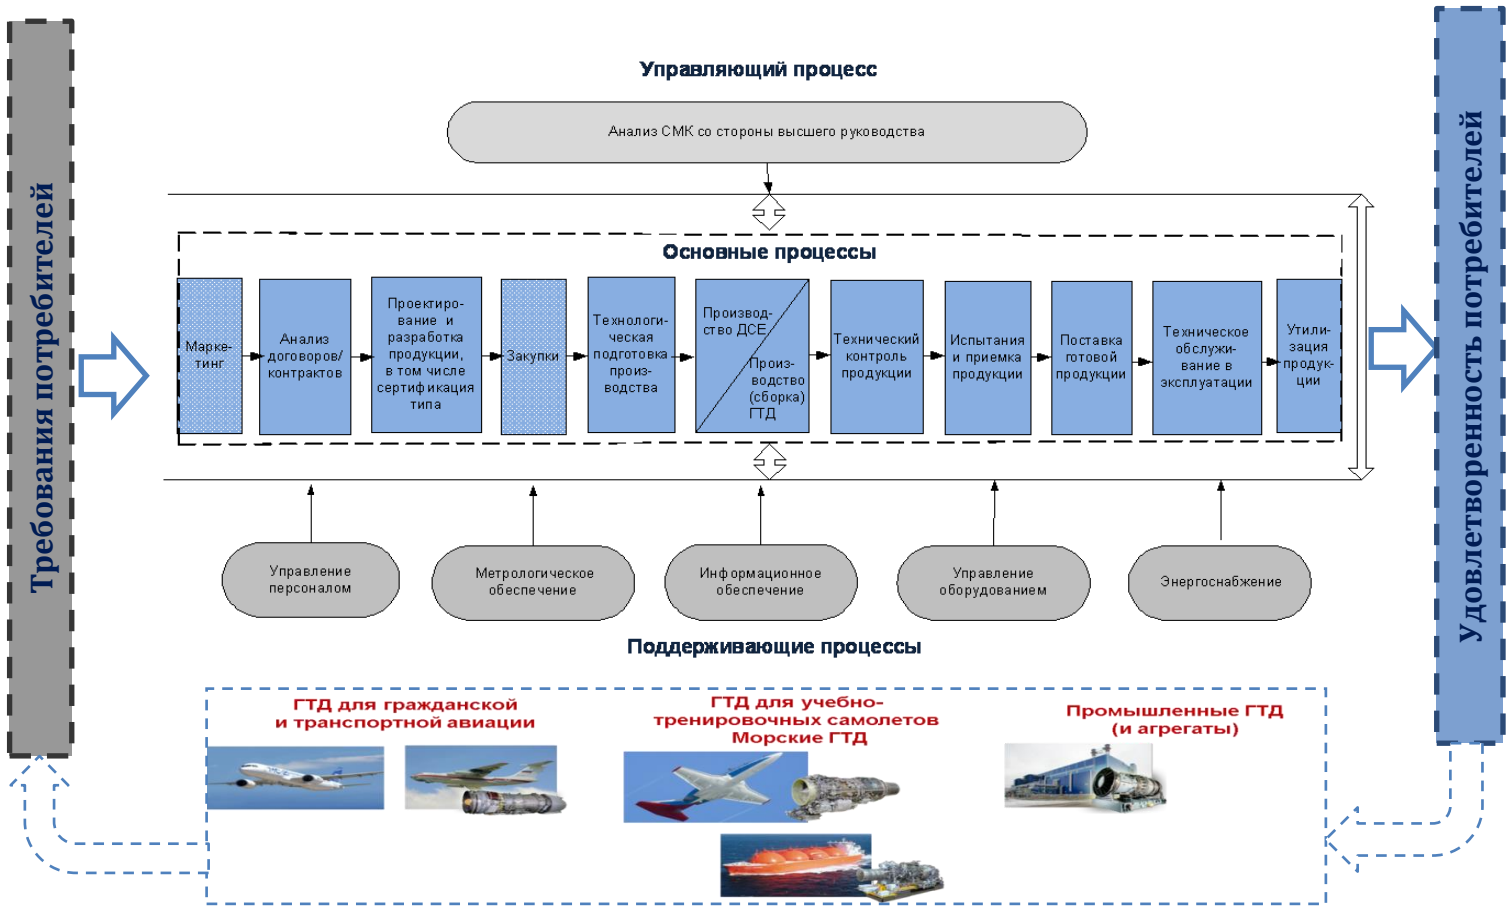 Требования потребителей
Управляющий процесс
Анализ СМК со стороны высшего руководства
Основные процессы
Марке-
тинг
Анализ
договоров/
контрактов
Проектиро-
вание и
разработка
продукции,
в том числе
сертификация
типа
Закупки
Технологи-
ческая
подготовка
произ-
водства
Производ-
ство ДСЕ
Произ-
водство
(сборка)
ГТД
Технический
контроль
продукции
Испытания
и приемка
продукции
Поставка
готовой
продукции
Техническое
обслужи-
вание в
эксплуатации
Утили-
зация
продук-
ции
Управление
персоналом
Метрологическое
обеспечение
Информационное
обеспечение
Управление
оборудованием
Энергоснабжение
Поддерживающие процессы
ГТД для гражданской
и транспортной авиации
ГТД для учебно-
тренировочных самолетов
Морские ГТД
Промышленные ГТД
(и агрегаты)
Удовлетворенность потребителей